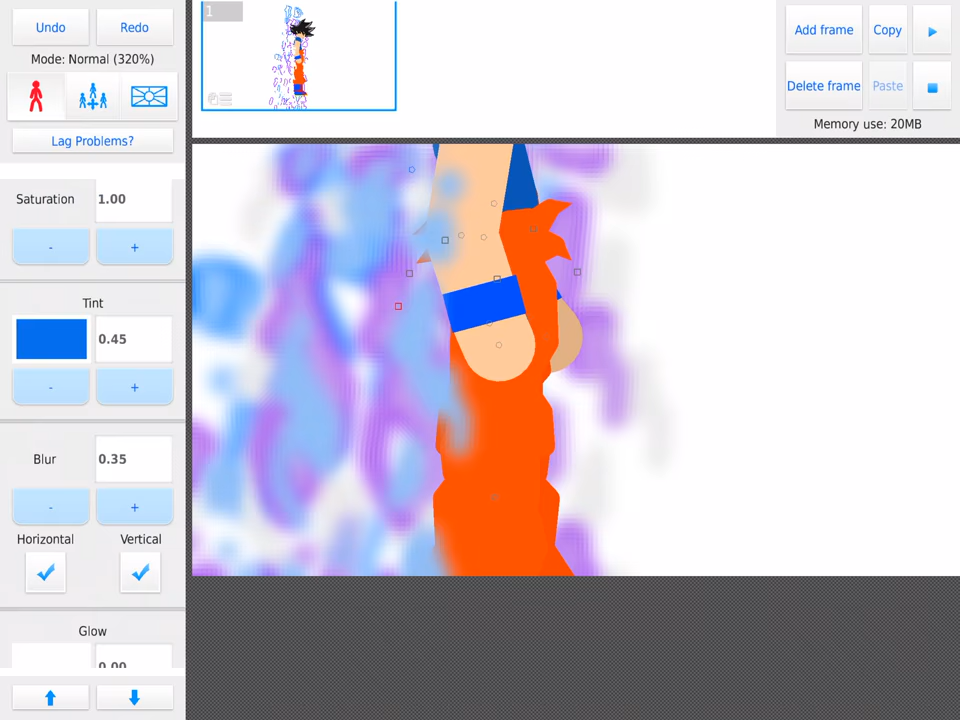 Undo
Redo
Mode: Normal (320%)
Lag Problems?
Saturation
1.00
-
+
Tint
0.45
-
+
Blur
0.35
-
+
Horizontal
Vertical
Glow
0.00
1
Add frame
Copy
Delete frame
Paste
Memory use: 20MB